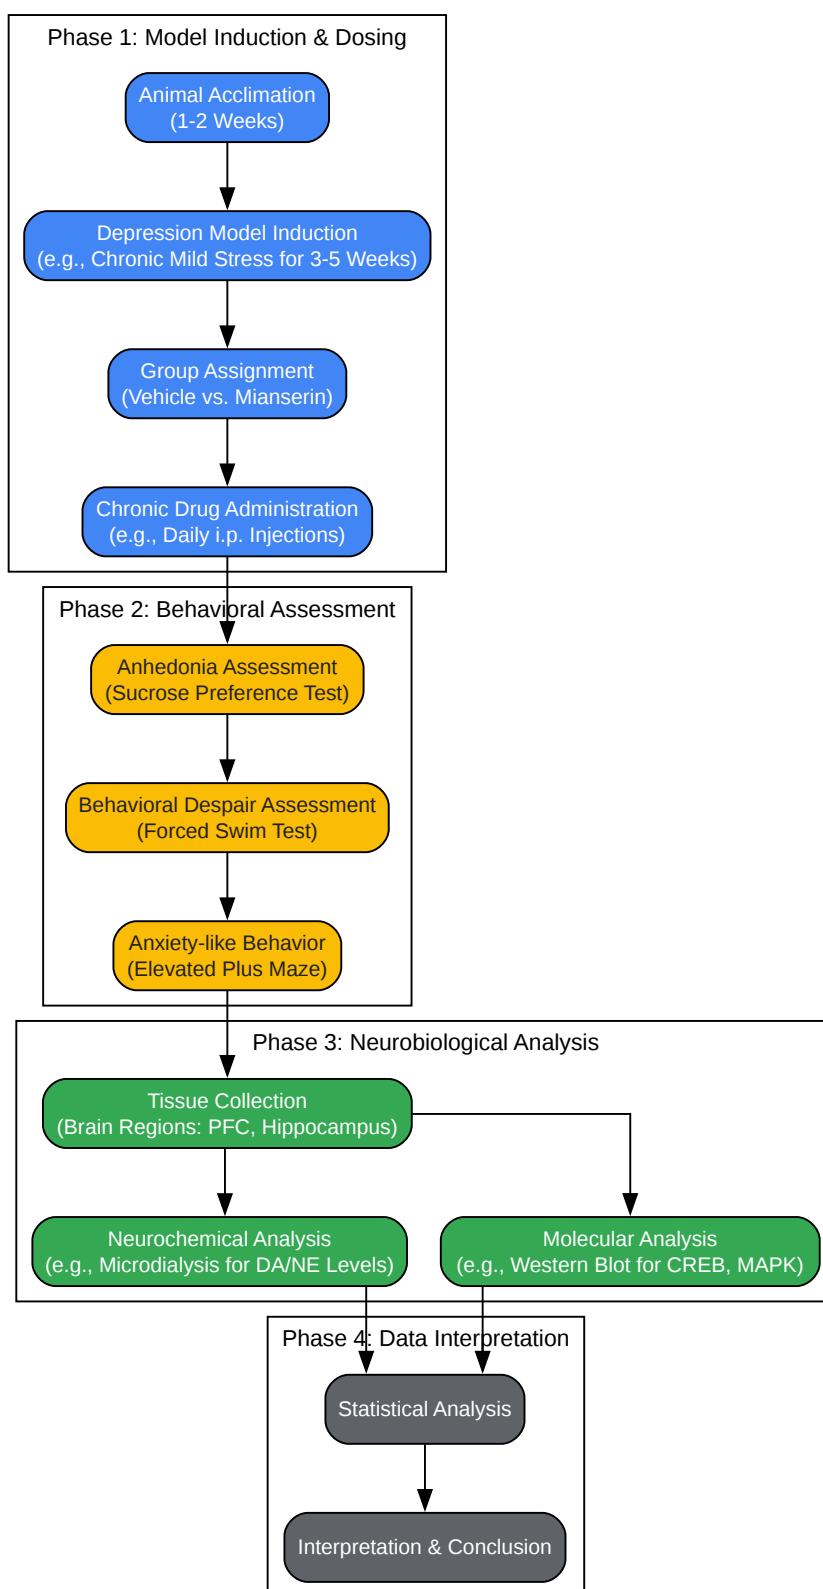 Phase 1: Model Induction & Dosing
Animal Acclimation
(1-2 Weeks)
Depression Model Induction
(e.g., Chronic Mild Stress for 3-5 Weeks)
Group Assignment
(Vehicle vs. Mianserin)
Chronic Drug Administration
(e.g., Daily i.p. Injections)
Phase 2: Behavioral Assessment
Anhedonia Assessment
(Sucrose Preference Test)
Behavioral Despair Assessment
(Forced Swim Test)
Anxiety-like Behavior
(Elevated Plus Maze)
Phase 3: Neurobiological Analysis
Tissue Collection
(Brain Regions: PFC, Hippocampus)
Neurochemical Analysis
(e.g., Microdialysis for DA/NE Levels)
Molecular Analysis
(e.g., Western Blot for CREB, MAPK)
Phase 4: Data Interpretation
Statistical Analysis
Interpretation & Conclusion